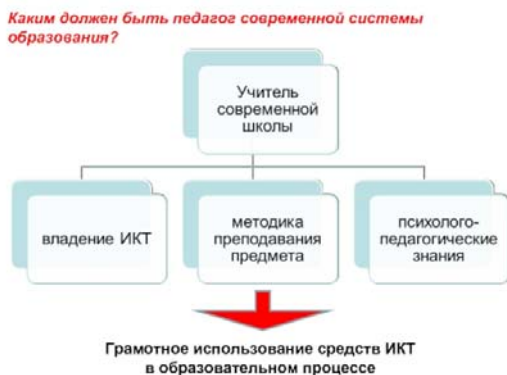 Каким должен быть педагог современной системы
образования?
Учитель
современной
школы
владение ИКТ
методика
преподавания
предмета
психолого-
педагогические
знания
Грамотное использование средств ИКТ
в образовательном процессе